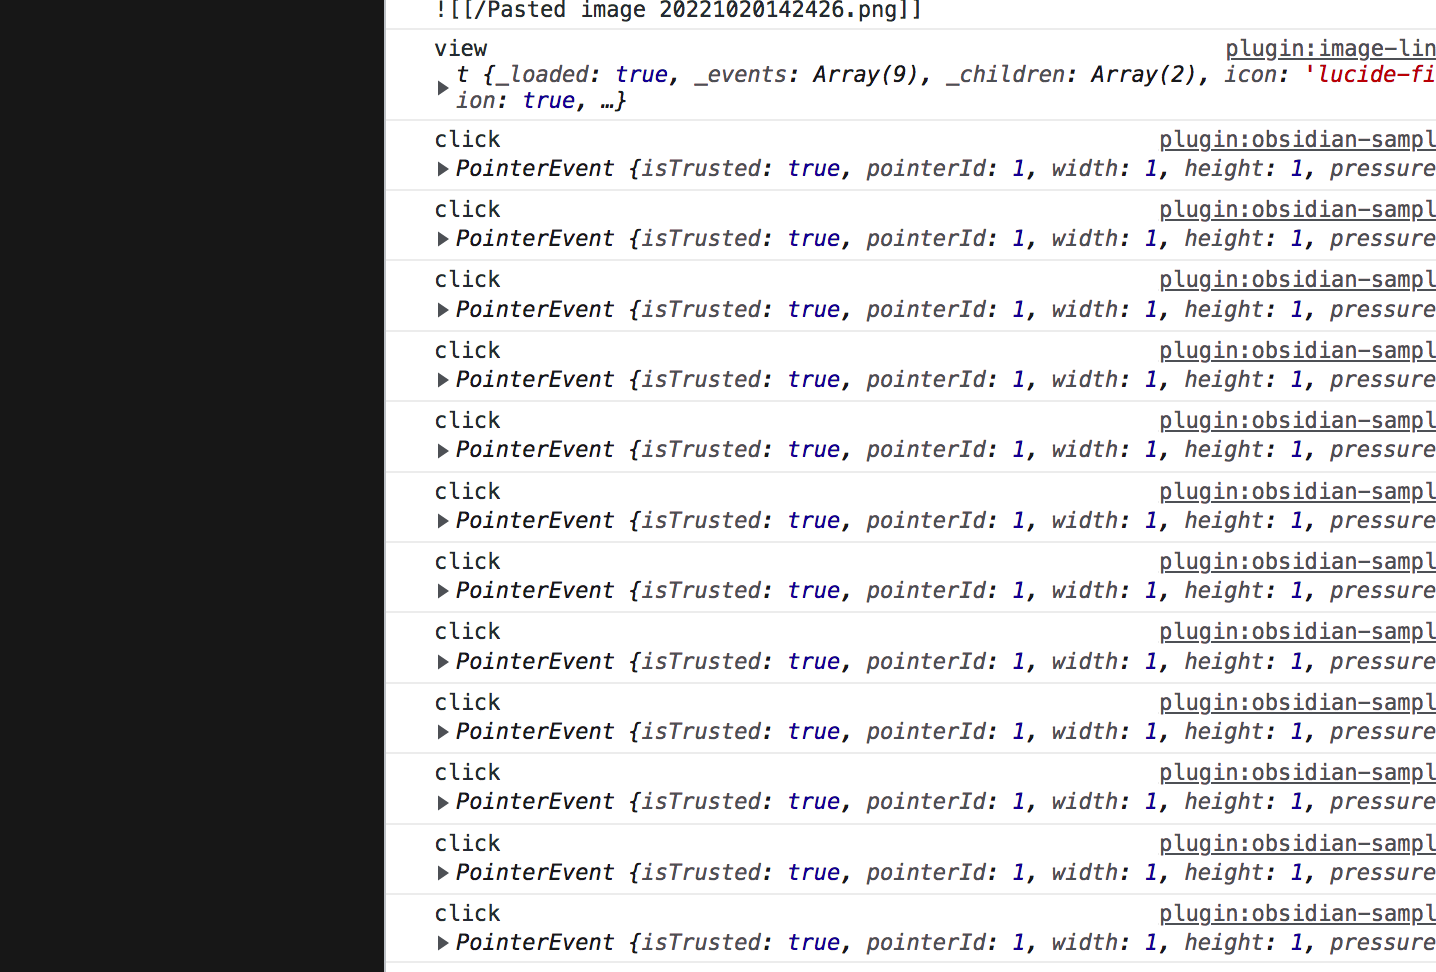 ![[/Pasted image 20221020142426.png]]
view plugin:image-lin
t {_loaded: true, _events: Array(9), _children: Array(2), icon: 'lucide-fi
ion: true, …}
click plugin:obsidian-sampl
PointerEvent {isTrusted: true, pointerId: 1, width: 1, height: 1, pressure
click plugin:obsidian-sampl
PointerEvent {isTrusted: true, pointerId: 1, width: 1, height: 1, pressure
click plugin:obsidian-sampl
PointerEvent {isTrusted: true, pointerId: 1, width: 1, height: 1, pressure
click plugin:obsidian-sampl
PointerEvent {isTrusted: true, pointerId: 1, width: 1, height: 1, pressure
click plugin:obsidian-sampl
PointerEvent {isTrusted: true, pointerId: 1, width: 1, height: 1, pressure
click plugin:obsidian-sampl
PointerEvent {isTrusted: true, pointerId: 1, width: 1, height: 1, pressure
click plugin:obsidian-sampl
PointerEvent {isTrusted: true, pointerId: 1, width: 1, height: 1, pressure
click plugin:obsidian-sampl
PointerEvent {isTrusted: true, pointerId: 1, width: 1, height: 1, pressure
click plugin:obsidian-sampl
PointerEvent {isTrusted: true, pointerId: 1, width: 1, height: 1, pressure
click plugin:obsidian-sampl
PointerEvent {isTrusted: true, pointerId: 1, width: 1, height: 1, pressure
click plugin:obsidian-sampl
PointerEvent {isTrusted: true, pointerId: 1, width: 1, height: 1, pressure
click plugin:obsidian-sampl
PointerEvent {isTrusted: true, pointerId: 1, width: 1, height: 1, pressure